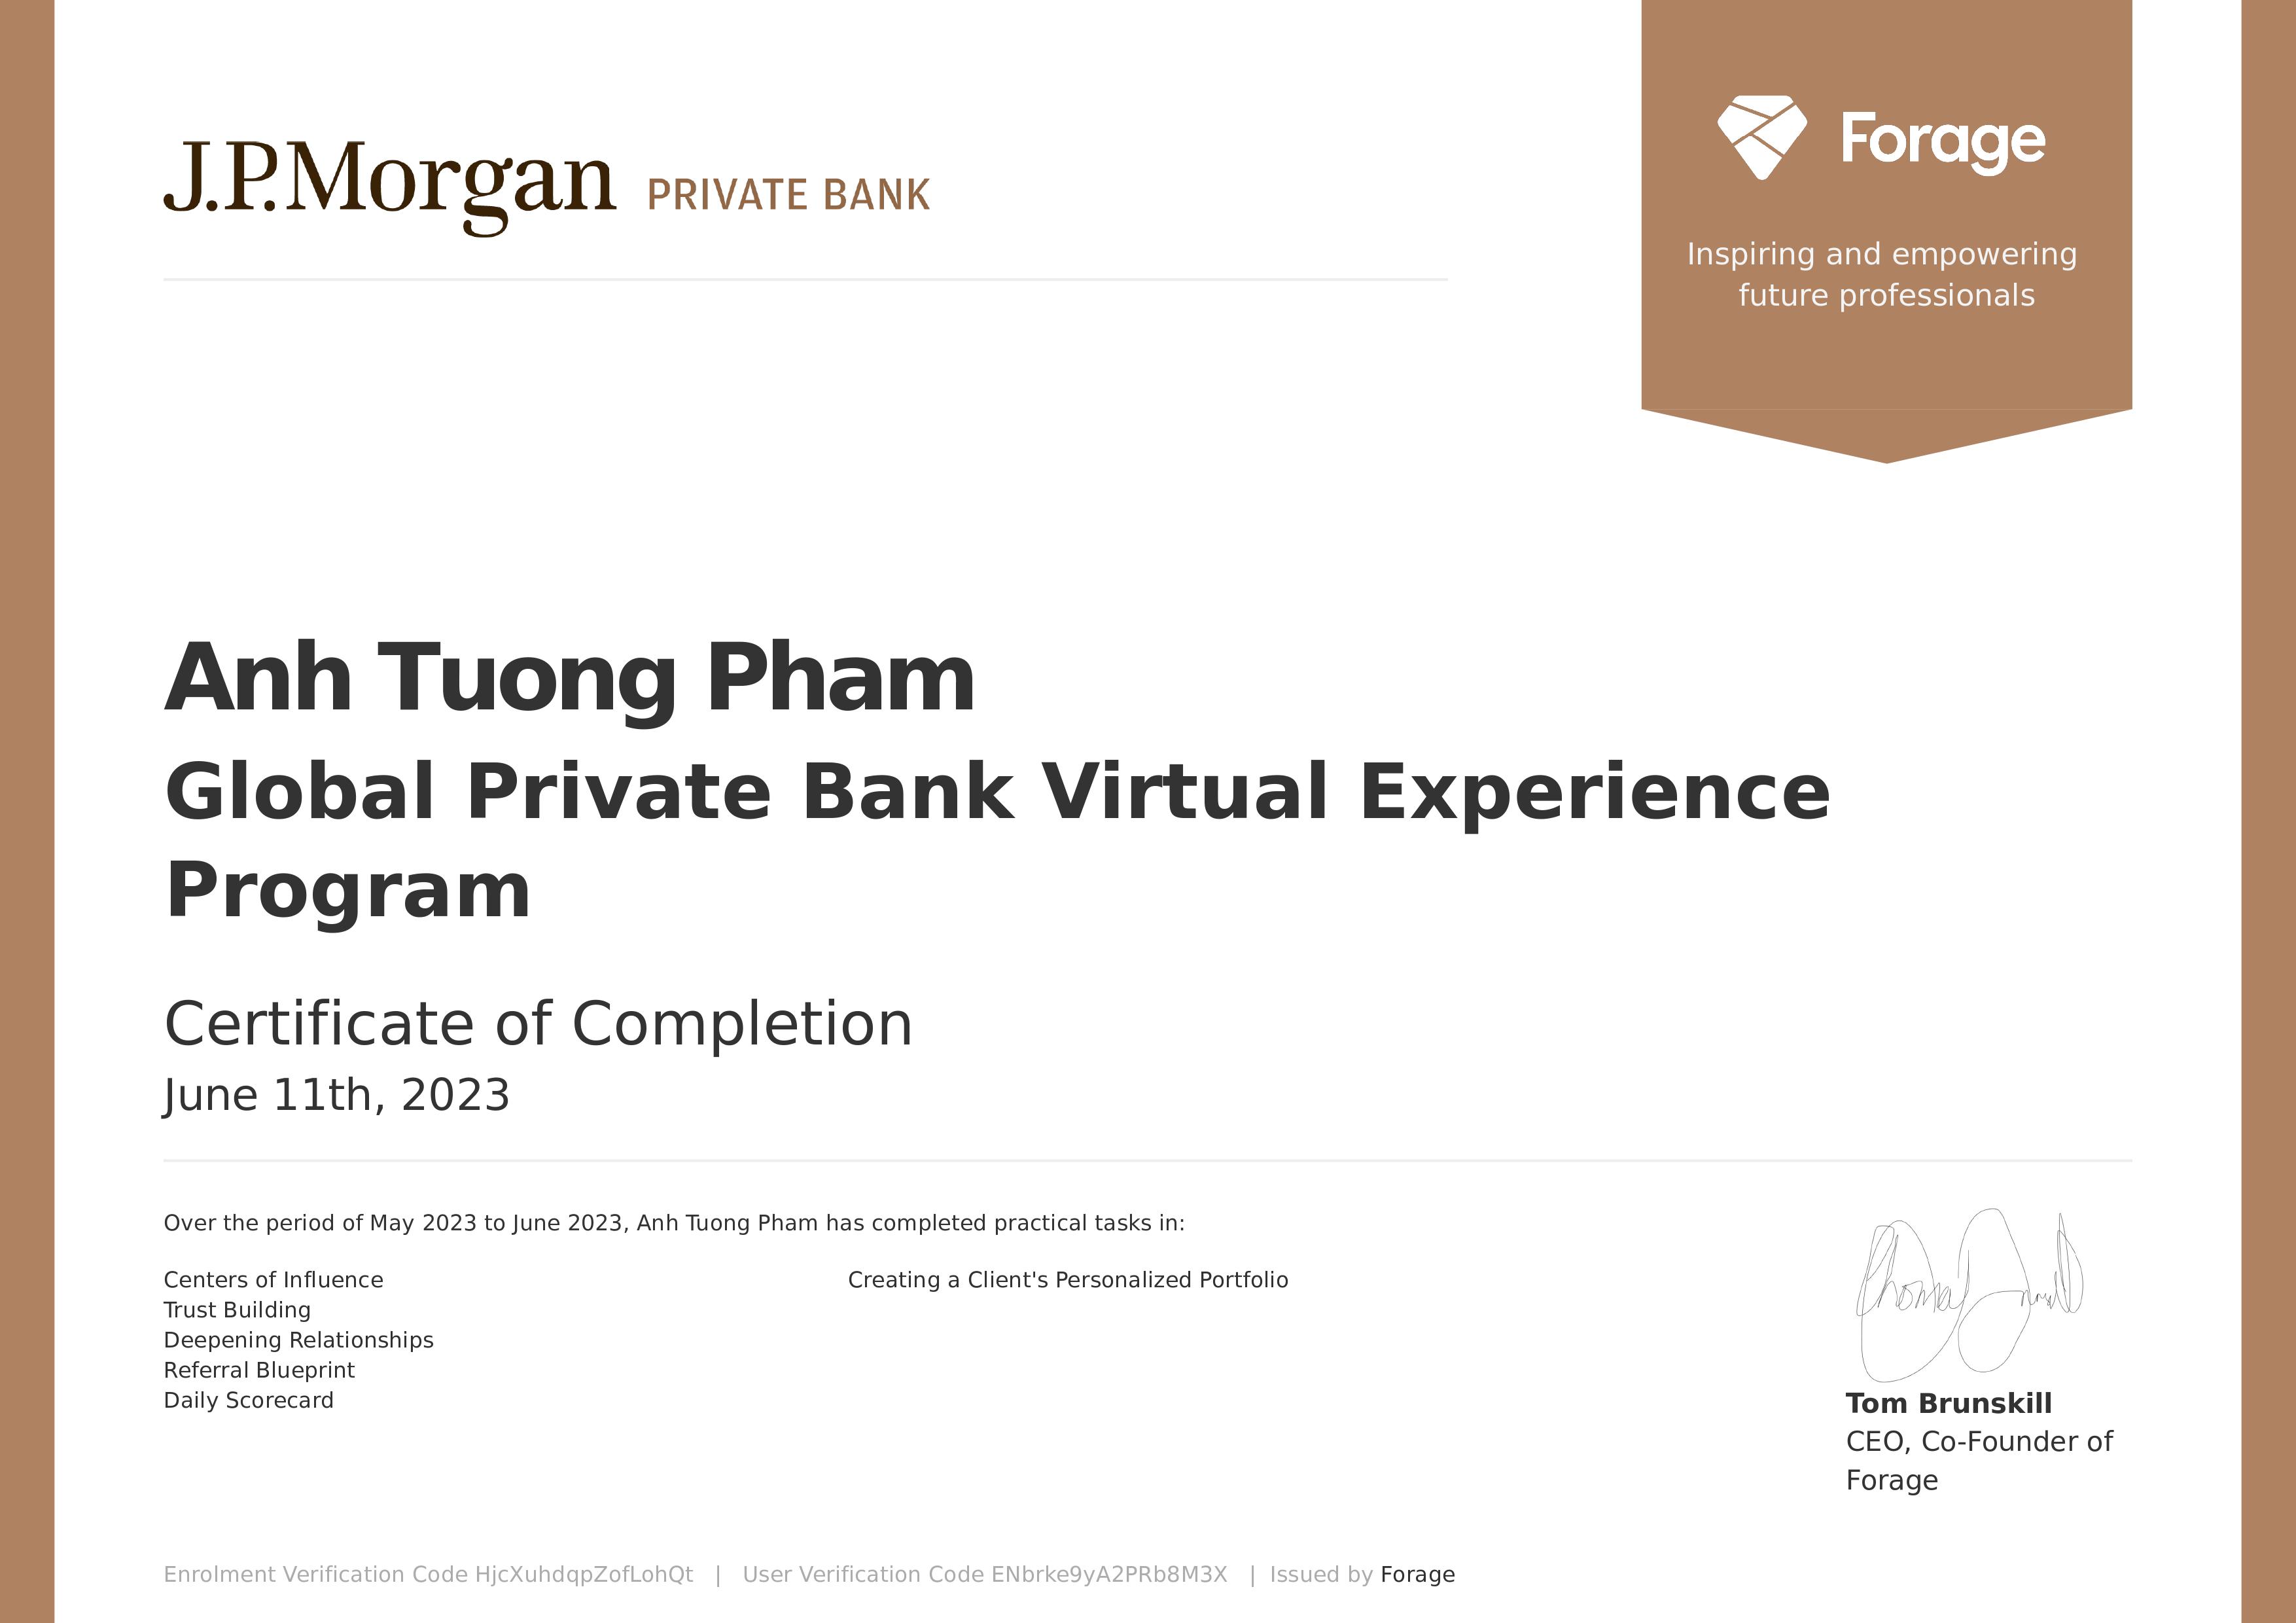 J.P.Morgan PRIVATE BANK
Forage
Inspiring and empowering
future professionals
Anh Tuong Pham
Global Private Bank Virtual Experience
Program
Certificate of Completion
June 11th, 2023
Over the period of May 2023 to June 2023, Anh Tuong Pham has completed practical tasks in:
Centers of Influence
Trust Building
Deepening Relationships
Referral Blueprint
Daily Scorecard
Creating a Client's Personalized Portfolio
Tom Brunskill
CEO, Co-Founder of
Forage
Enrolment Verification Code HjcXuhdqpZofLohQt | User Verification Code ENbrke9yA2PRb8M3X | Issued by Forage